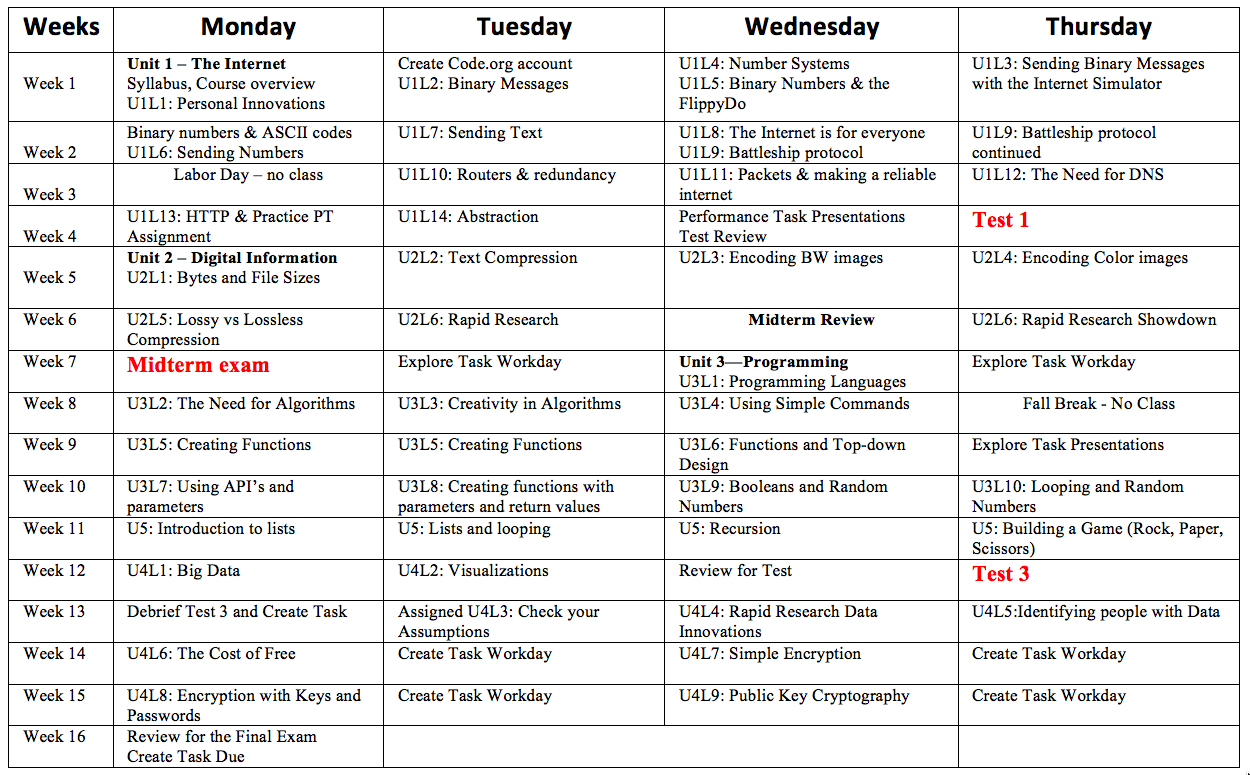 Weeks Monday Tuesday Wednesday Thursday
Week 1
Unit 1 – The Internet
Syllabus, Course overview
U1L1: Personal Innovations
Create Code.org account
U1L2: Binary Messages
U1L4: Number Systems
U1L5: Binary Numbers & the
FlippyDo
U1L3: Sending Binary Messages
with the Internet Simulator
Week 2
Binary numbers & ASCII codes
U1L6: Sending Numbers
U1L7: Sending Text
U1L8: The Internet is for everyone
U1L9: Battleship protocol
U1L9: Battleship protocol
continued
Week 3
Labor Day – no class
U1L10: Routers & redundancy
U1L11: Packets & making a reliable
internet
U1L12: The Need for DNS
Week 4
U1L13: HTTP & Practice PT
Assignment
U1L14: Abstraction
Performance Task Presentations
Test Review
Test 1
Week 5
Unit 2 – Digital Information
U2L1: Bytes and File Sizes
U2L2: Text Compression
U2L3: Encoding BW images
U2L4: Encoding Color images
Week 6
U2L5: Lossy vs Lossless
Compression
U2L6: Rapid Research
Midterm Review
U2L6: Rapid Research Showdown
Week 7
Midterm exam
Explore Task Workday
Unit 3—Programming
U3L1: Programming Languages
Explore Task Workday
Week 8
U3L2: The Need for Algorithms
U3L3: Creativity in Algorithms
U3L4: Using Simple Commands
Fall Break - No Class
Week 9
U3L5: Creating Functions
U3L5: Creating Functions
U3L6: Functions and Top-down
Design
Explore Task Presentations
Week 10
U3L7: Using API’s and
parameters
U3L8: Creating functions with
parameters and return values
U3L9: Booleans and Random
Numbers
U3L10: Looping and Random
Numbers
Week 11
U5: Introduction to lists
U5: Lists and looping
U5: Recursion
U5: Building a Game (Rock, Paper,
Scissors)
Week 12
U4L1: Big Data
U4L2: Visualizations
Review for Test
Test 3
Week 13
Debrief Test 3 and Create Task
Assigned U4L3: Check your
Assumptions
U4L4: Rapid Research Data
Innovations
U4L5:Identifying people with Data
Week 14
U4L6: The Cost of Free
Create Task Workday
U4L7: Simple Encryption
Create Task Workday
Week 15
U4L8: Encryption with Keys and
Passwords
Create Task Workday
U4L9: Public Key Cryptography
Create Task Workday
Week 16
Review for the Final Exam
Create Task Due